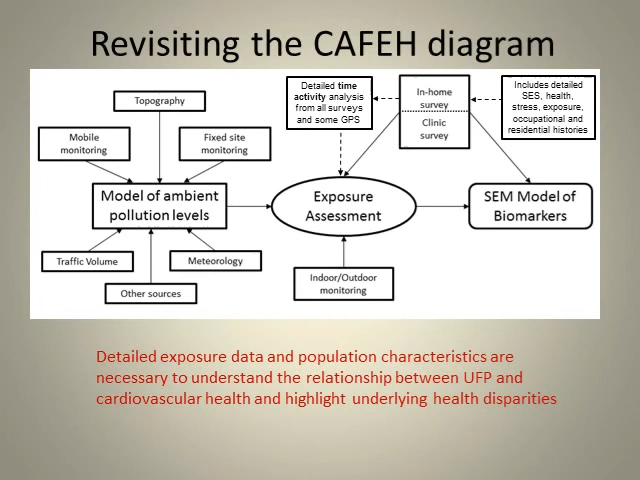 Revisiting the CAFEH diagram
Detailed time
activity analysis
from all surveys
and some GPS
In-home
survey
Clinic
survey
Includes detailed
SES, health,
stress, exposure,
occupational and
residential histories
Topography
Mobile
monitoring
Fixed site
monitoring
Model of ambient
pollution levels
Exposure
Assessment
SEM Model of
Biomarkers
Traffic Volume
Meteorology
Other sources
Indoor/Outdoor
monitoring
Detailed exposure data and population characteristics are
necessary to understand the relationship between UFP and
cardiovascular health and highlight underlying health disparities